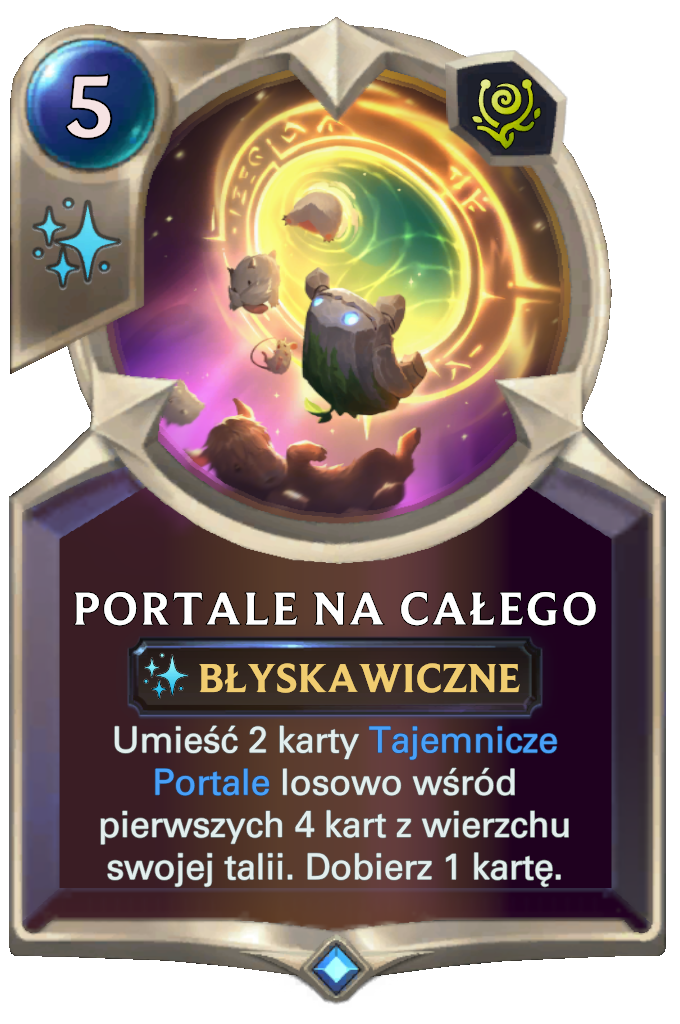 5
PORTALE NA CAŁEGO
BŁYSKAWICZNE
Umieść 2 karty Tajemnicze
Portale losowo wśród
pierwszych 4 kart z wierzchu
swojej talii. Dobierz 1 kartę.